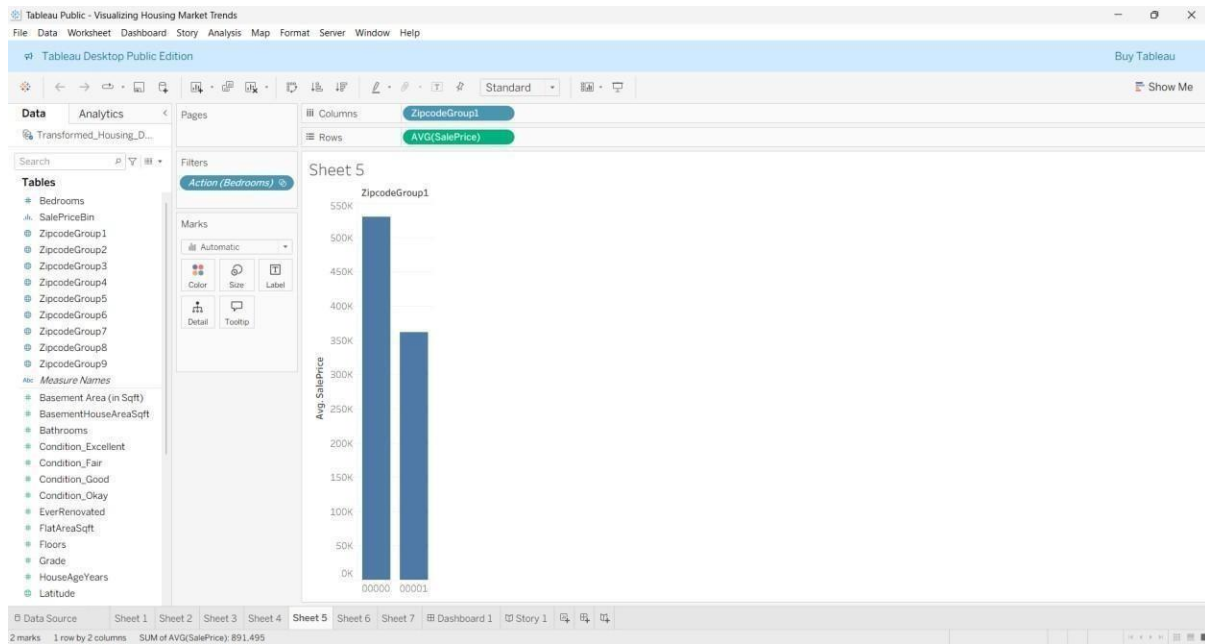 Tableau Public - Visualizing Housing Market Trends
File Data Worksheet Dashboard Story Analysis Map Format Server Window Help
Tableau Desktop Public Edition
Buy Tableau
Standard
Show Me
Data Analytics
Pages
Columns ZipcodeGroup1
Transformed_Housing_D...
Rows AVG(SalePrice)
Search
Filters
Action (Bedrooms)
Tables
Bedrooms
SalePriceBin
ZipcodeGroup1
ZipcodeGroup2
ZipcodeGroup3
ZipcodeGroup4
ZipcodeGroup5
ZipcodeGroup6
ZipcodeGroup7
ZipcodeGroup8
ZipcodeGroup9
Abc Measure Names
Basement Area (in Sqft)
BasementHouseAreaSqft
Bathrooms
Condition_Excellent
Condition_Fair
Condition_Good
Condition_Okay
EverRenovated
FlatAreaSqft
Floors
Grade
HouseAgeYears
Latitude
Marks
Automatic
Color Size Label
Detail Tooltip
Sheet 5
ZipcodeGroup1
550K
500K
450K
400K
350K
300K
250K
200K
150K
100K
50K
0K
Avg. SalePrice
00000 00001
Data Source Sheet 1 Sheet 2 Sheet 3 Sheet 4 Sheet 5 Sheet 6 Sheet 7 Dashboard 1 Story 1
2 marks 1 row by 2 columns SUM of AVG(SalePrice): 891,495